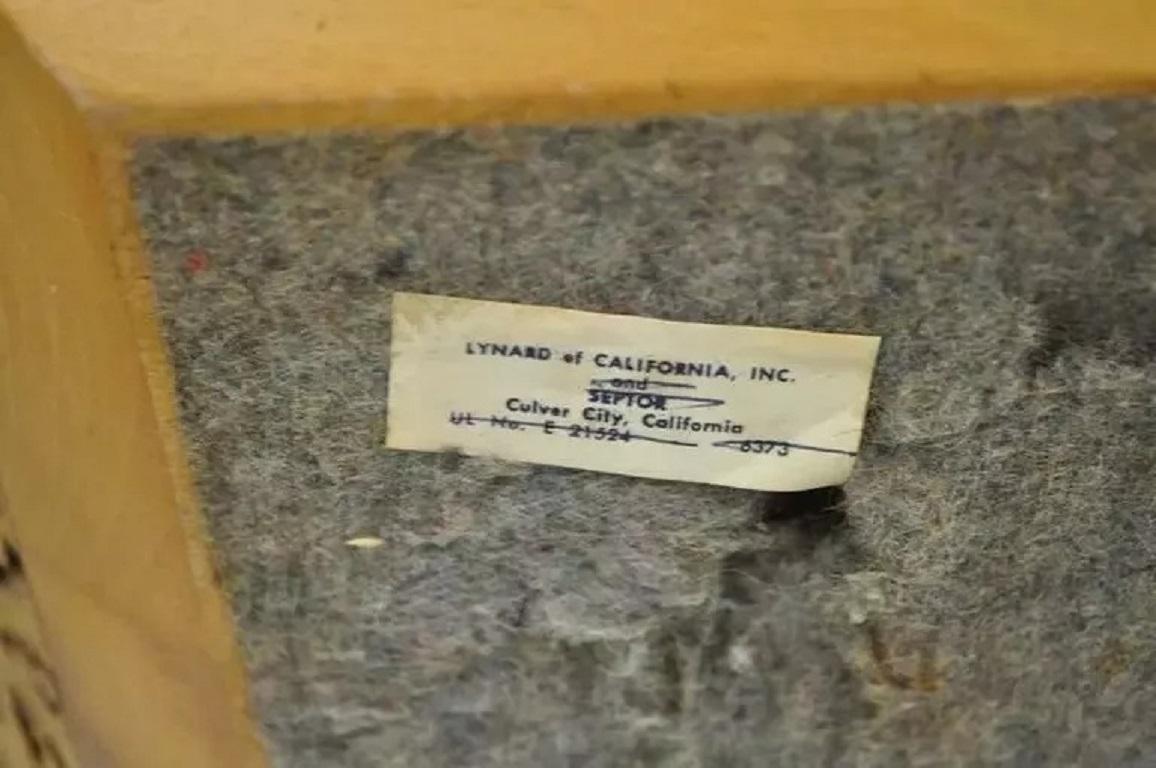 LYNARD of CALIFORNIA, INC.
and
SEPTOR
Culver City, California
UL No. E 21524 6373